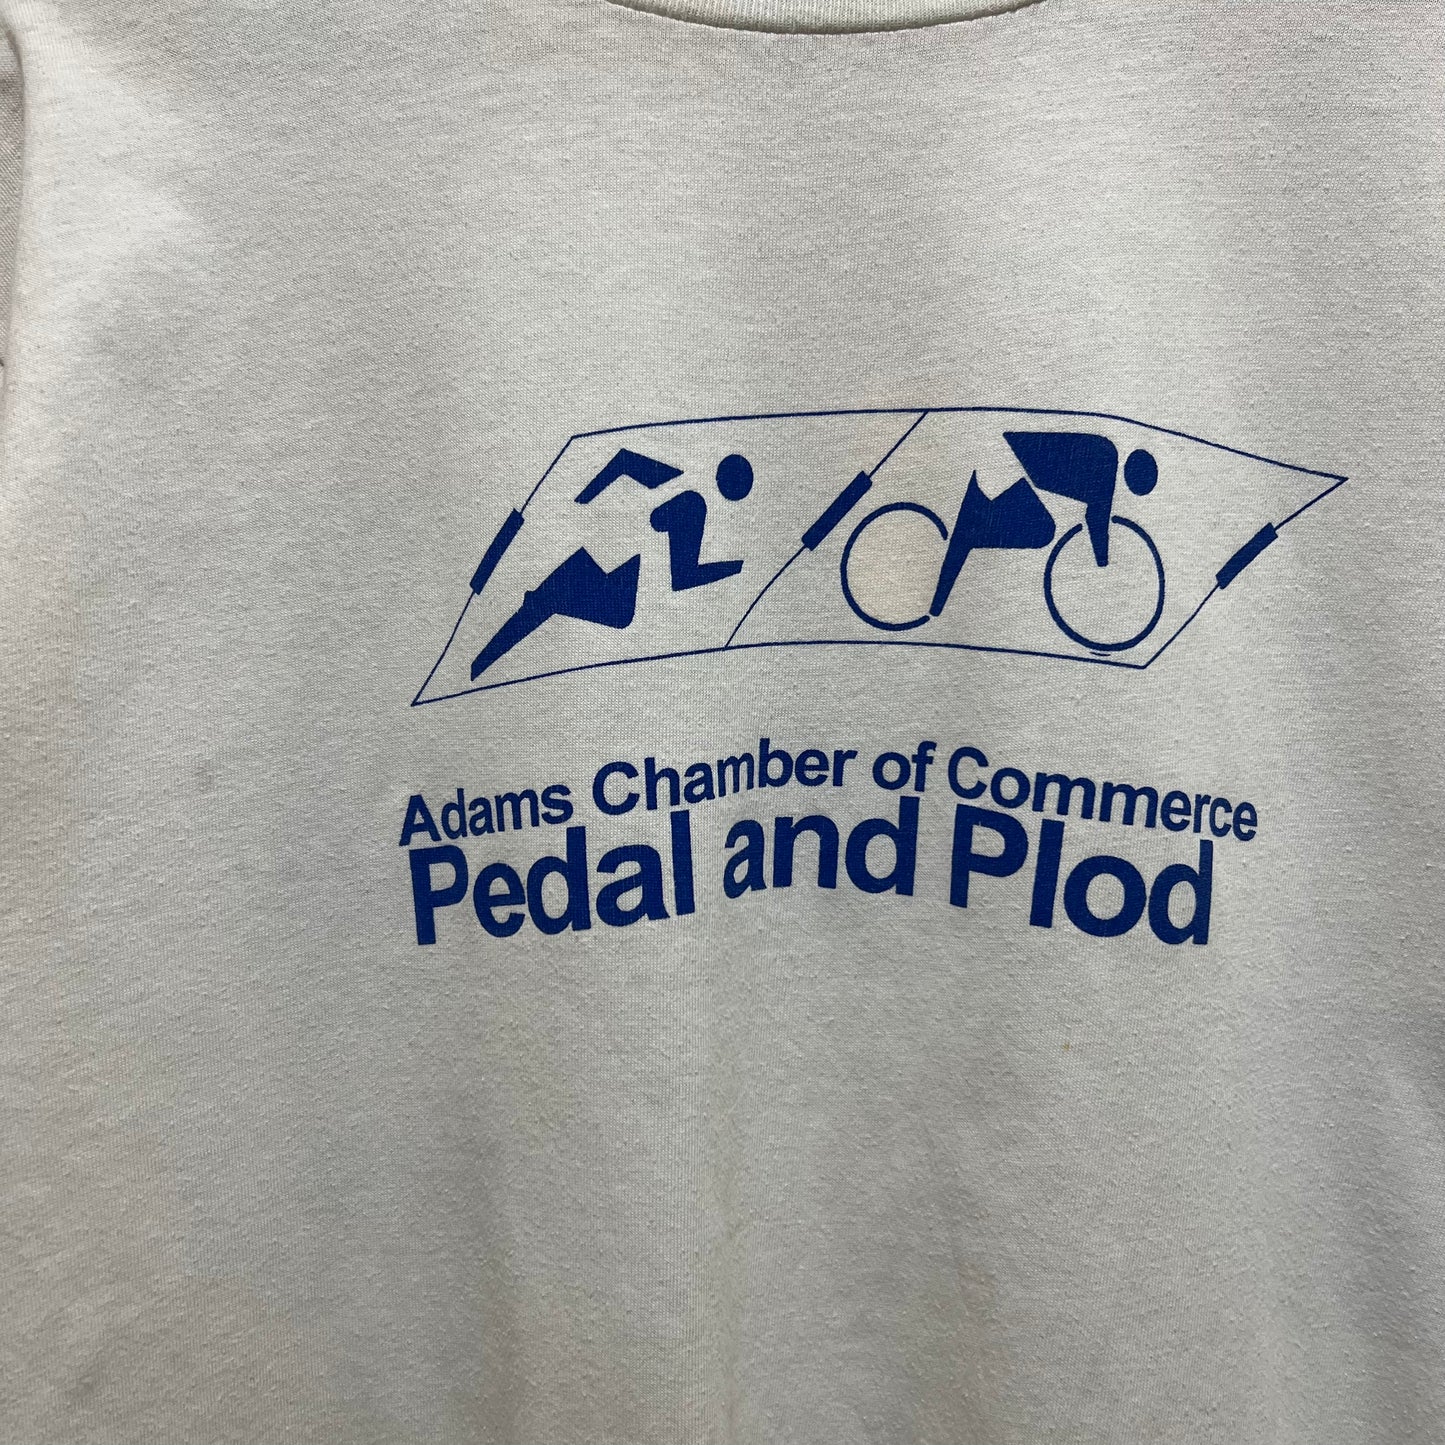 Adams Chamber of Commerce
Pedal and Plod